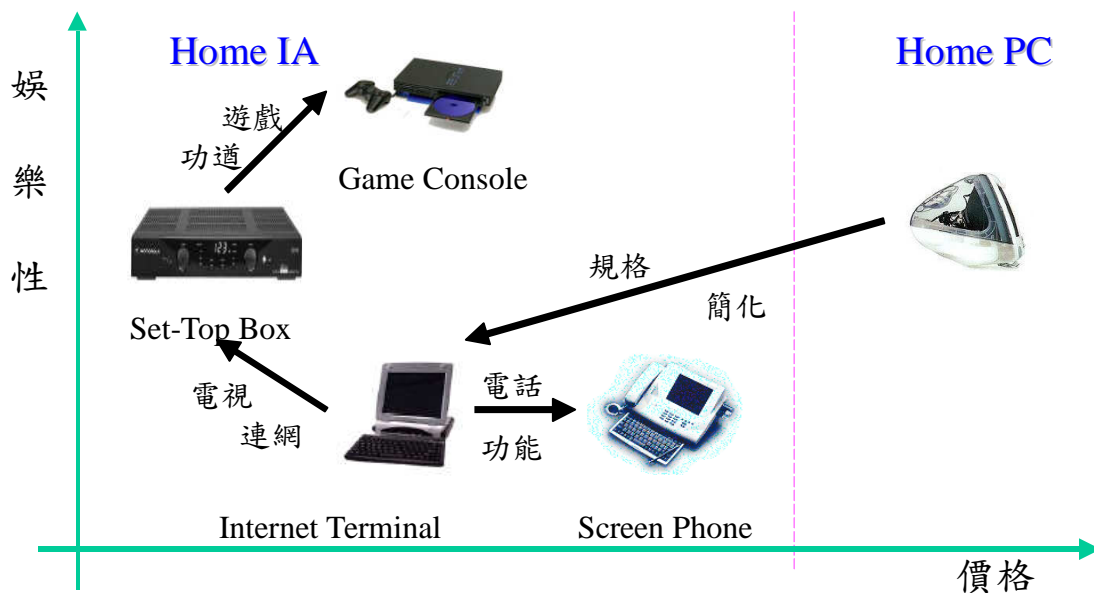 Home IA
Home PC
娛
樂
性
遊戲
功道
Game Console
規格
簡化
Set-Top Box
電視
連網
電話
功能
Internet Terminal
Screen Phone
價格